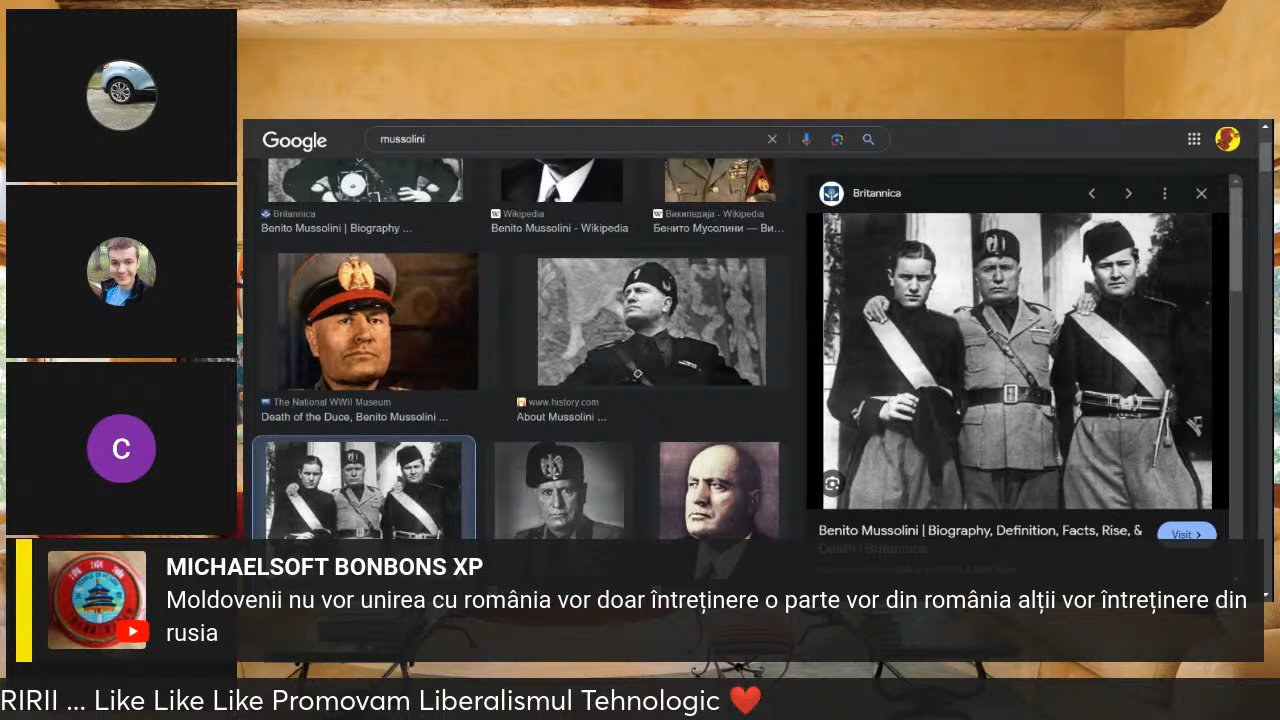 Google
mussolini
Britannica
Benito Mussolini | Biography ...
Wikipedia
Benito Mussolini - Wikipedia
Википедија - Wikipedia
Бенито Мусолини — Ви...
The National WWII Museum
Death of the Duce, Benito Mussolini ...
www.history.com
About Mussolini ...
Britannica
Benito Mussolini | Biography, Definition, Facts, Rise, &
Death | Britannica
Visit
C
MICHAELSOFT BONBONS XP
Moldovenii nu vor unirea cu românia vor doar întreținere o parte vor din românia alții vor întreținere din
rusia
RIRII ... Like Like Like Promovam Liberalismul Tehnologic ❤️